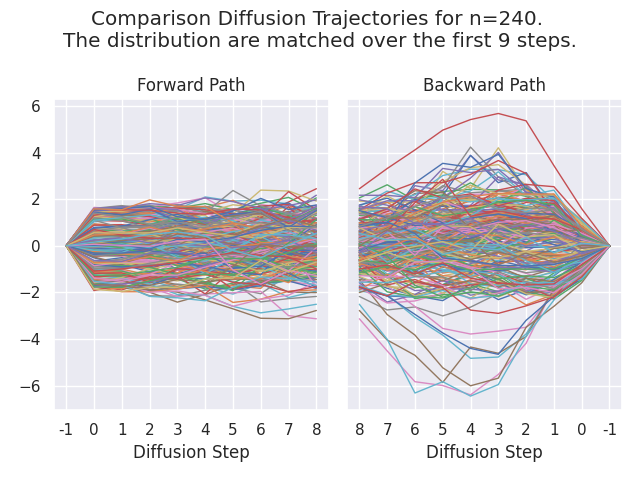 Comparison Diffusion Trajectories for n=240.
The distribution are matched over the first 9 steps.
Forward Path
Backward Path
6
4
2
0
−2
−4
−6
-1 0 1 2 3 4 5 6 7 8
8 7 6 5 4 3 2 1 0 -1
Diffusion Step
Diffusion Step